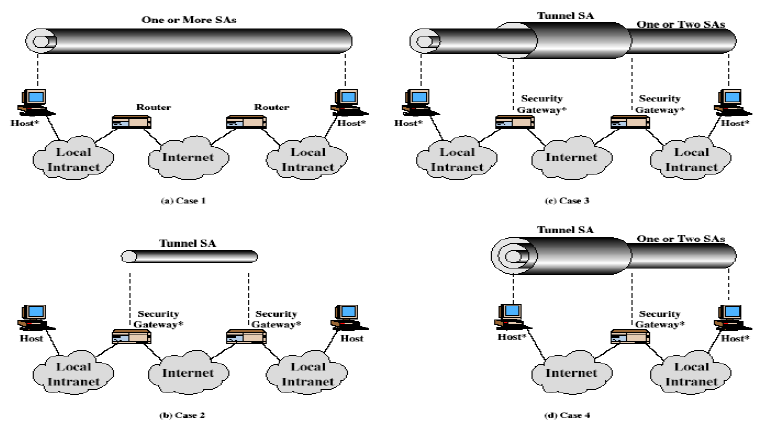 One or More SAs
Host*
Router
Router
Host*
Local
Intranet
Internet
Local
Intranet
(a) Case 1
Tunnel SA
One or Two SAs
Host*
Security
Gateway*
Security
Gateway*
Host*
Local
Intranet
Internet
Local
Intranet
(c) Case 3
Tunnel SA
Host
Security
Gateway*
Security
Gateway*
Host
Local
Intranet
Internet
Local
Intranet
(b) Case 2
Tunnel SA
One or Two SAs
Host*
Security
Gateway*
Host*
Internet
Local
Intranet
(d) Case 4